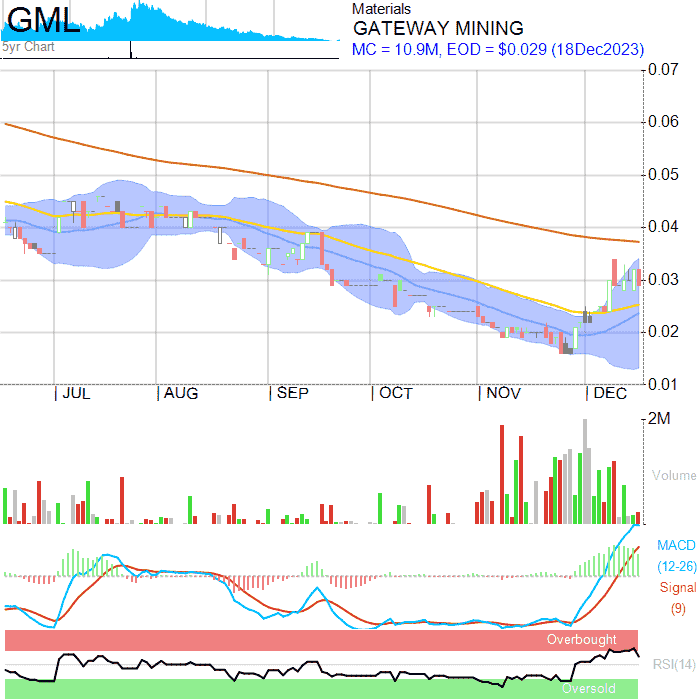 GML
5yr Chart
Materials
GATEWAY MINING
MC = 10.9M, EOD = $0.029 (18Dec2023)
0.07
0.06
0.05
0.04
0.03
0.02
0.01
JUL AUG SEP OCT NOV DEC
2M
Volume
MACD
(12-26)
Signal
(9)
Overbought
RSI(14)
Oversold